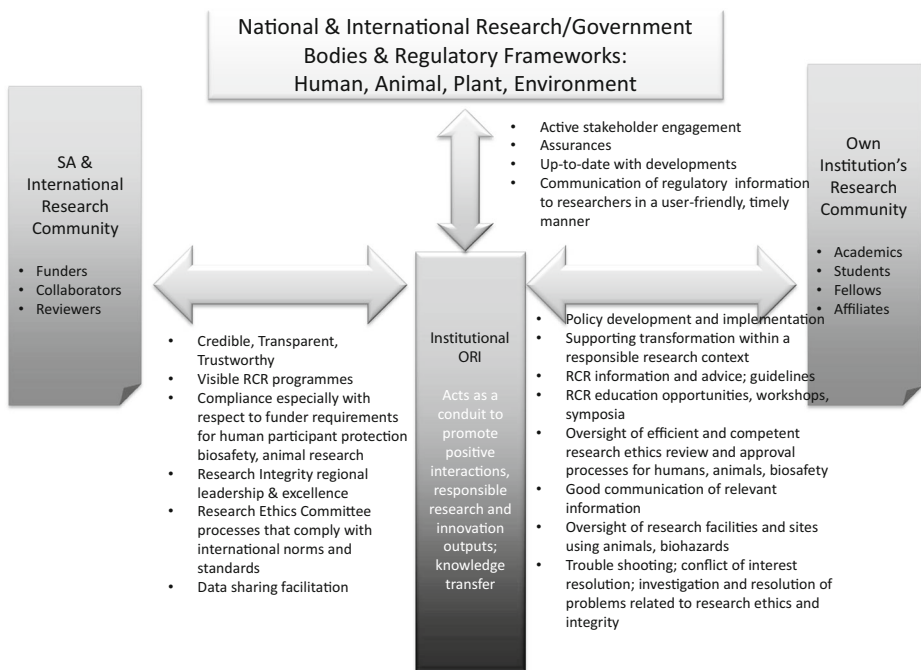 National & International Research/Government
Bodies & Regulatory Frameworks:
Human, Animal, Plant, Environment
SA &
International
Research
Community
• Funders
• Collaborators
• Reviewers
• Active stakeholder engagement
• Assurances
• Up-to-date with developments
• Communication of regulatory information
to researchers in a user-friendly, timely
manner
Own
Institution's
Research
Community
• Academics
• Students
• Fellows
• Affiliates
• Credible, Transparent,
Trustworthy
• Visible RCR programmes
• Compliance especially with
respect to funder requirements
for human participant protection
biosafety, animal research
• Research Integrity regional
leadership & excellence
• Research Ethics Committee
processes that comply with
international norms and
standards
• Data sharing facilitation
Institutional
ORI
Acts as a
conduit to
promote
positive
interactions,
responsible
research and
innovation
outputs;
knowledge
transfer
• Policy development and implementation
• Supporting transformation within a
responsible research context
• RCR information and advice; guidelines
• RCR education opportunities, workshops,
symposia
• Oversight of efficient and competent
research ethics review and approval
processes for humans, animals, biosafety
• Good communication of relevant
information
• Oversight of research facilities and sites
using animals, biohazards
• Trouble shooting; conflict of interest
resolution; investigation and resolution of
problems related to research ethics and
integrity